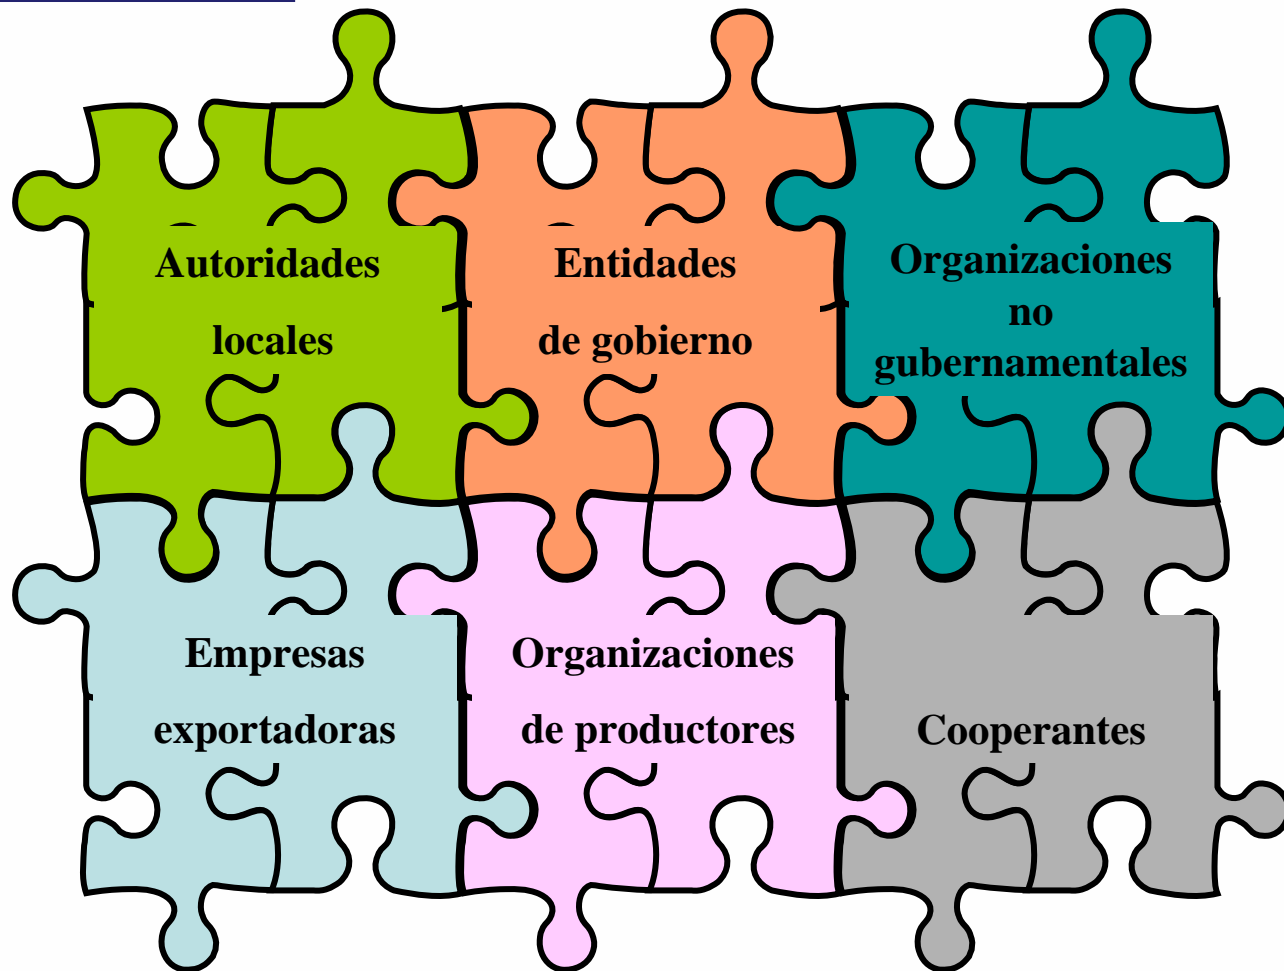 Autoridades
locales
Entidades
de gobierno
Organizaciones
no
gubernamentales
Empresas
exportadoras
Organizaciones
de productores
Cooperantes